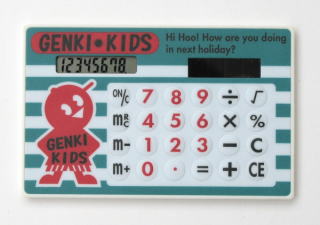 GENKI•KIDS
Hi Hoo! How are you doing
in next holiday?
12345678.
GENKI
KIDS
ON/C 7 8 9 ÷ √
MRC 4 5 6 × %
m- 1 2 3 - C
m+ 0 · = + CE